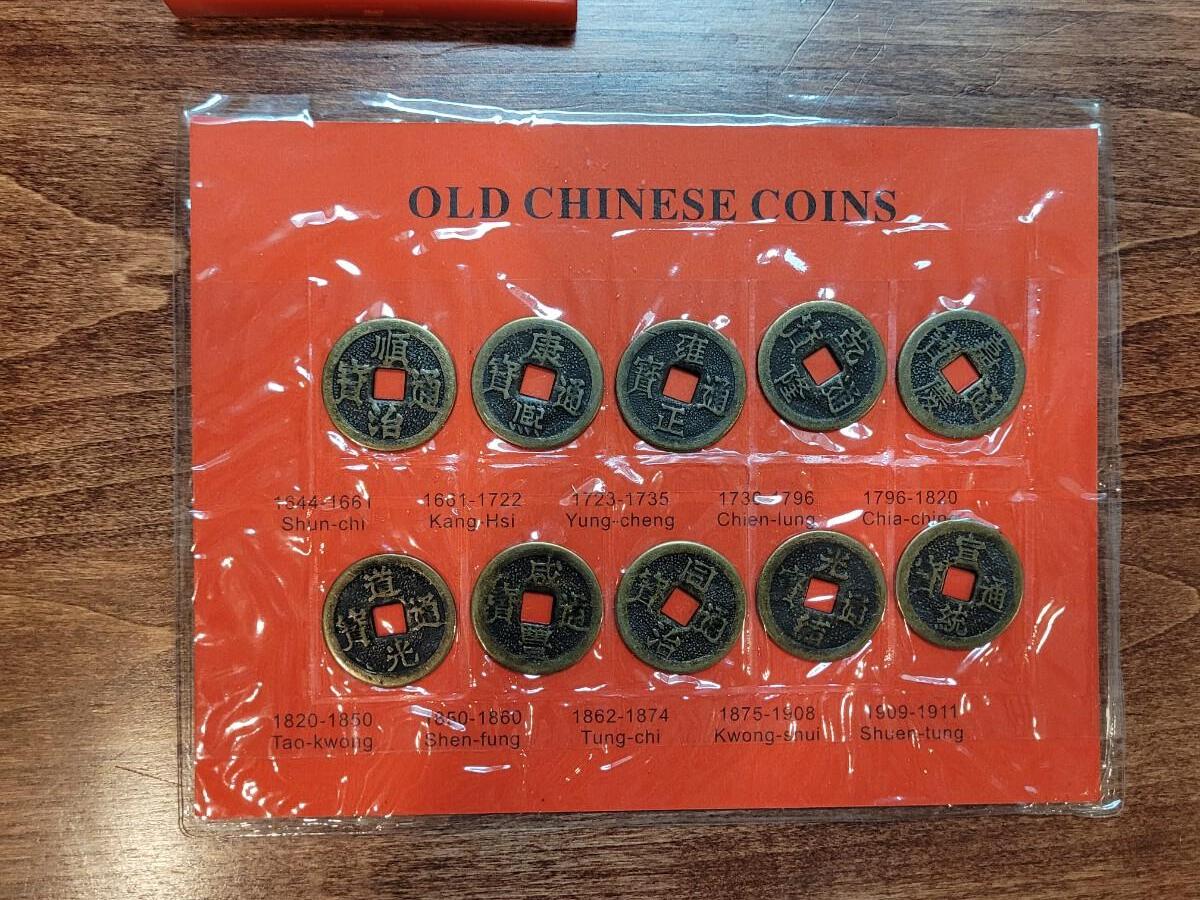 OLD CHINESE COINS
順治通寶
康熙通寶
雍正通寶
乾隆通寶
嘉慶通寶
1644-1661 1661-1722 1723-1735 1736-1796 1796-1820
Shun-chi Kang-Hsi Yung-cheng Chien-lung Chia-chin
道光通寶
咸豐通寶
同治通寶
光緒通寶
宣統通寶
1820-1850 1850-1860 1862-1874 1875-1908 1909-1911
Tao-kwong Shen-fung Tung-chi Kwong-shui Shuen-tung